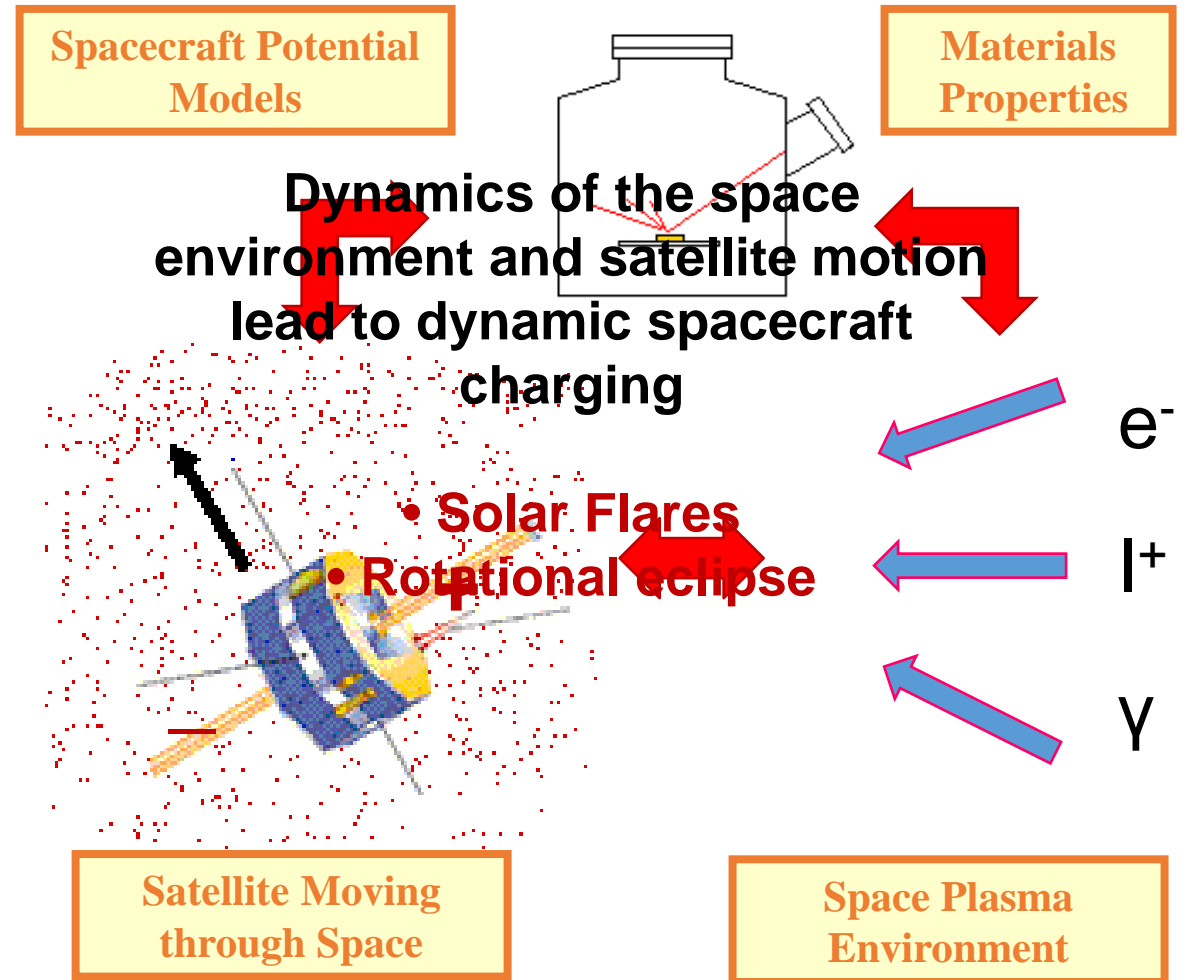 Spacecraft Potential
Models
Materials
Properties
Dynamics of the space
environment and satellite motion
lead to dynamic spacecraft
charging
e-
• Solar Flares
I+
• Rotational eclipse
+
—
γ
Satellite Moving
through Space
Space Plasma
Environment